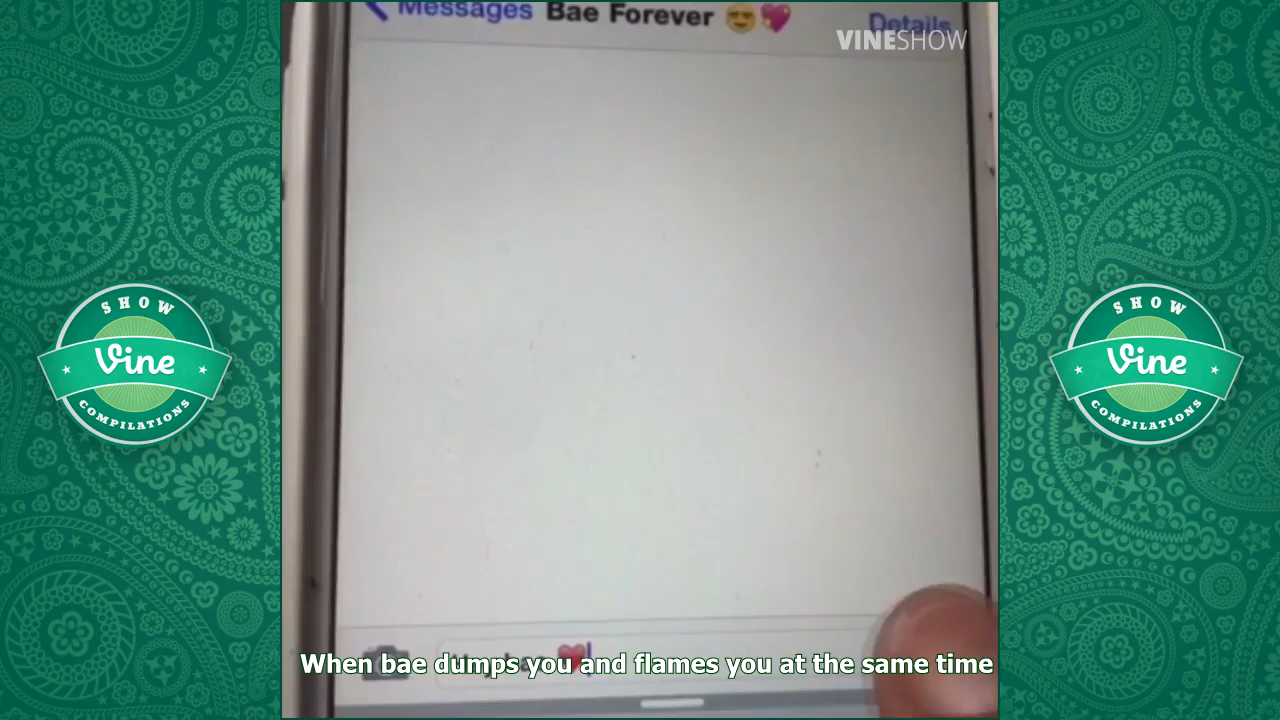 Messages Bae Forever 😍💖 Details
VINESHOW
SHOW
Vine
COMPILATIONS
SHOW
Vine
COMPILATIONS
When bae dumps you and flames you at the same time